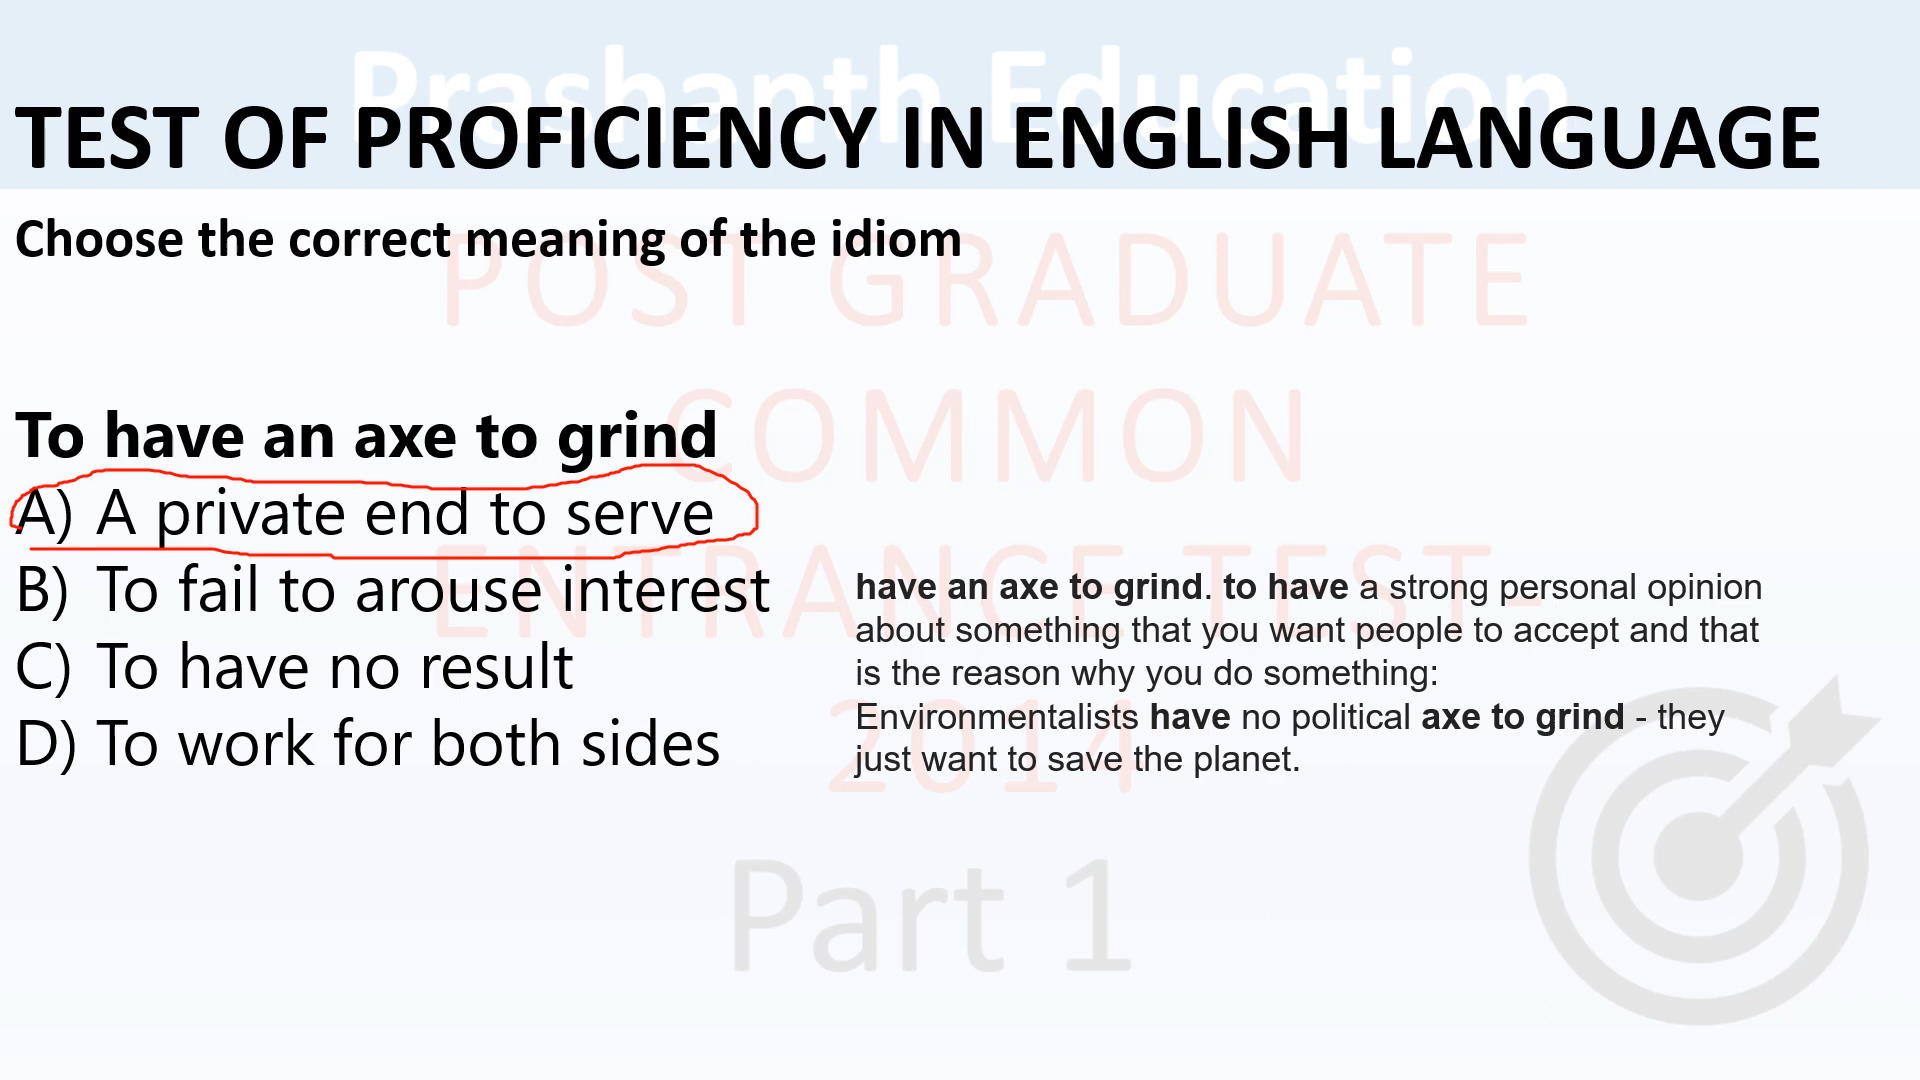 Prashanth Education
TEST OF PROFICIENCY IN ENGLISH LANGUAGE
Choose the correct meaning of the idiom
POST GRADUATE
COMMON
ENTRANCE TEST-
2014
Part 1
To have an axe to grind
A) A private end to serve
B) To fail to arouse interest
C) To have no result
D) To work for both sides
have an axe to grind. to have a strong personal opinion
about something that you want people to accept and that
is the reason why you do something:
Environmentalists have no political axe to grind - they
just want to save the planet.